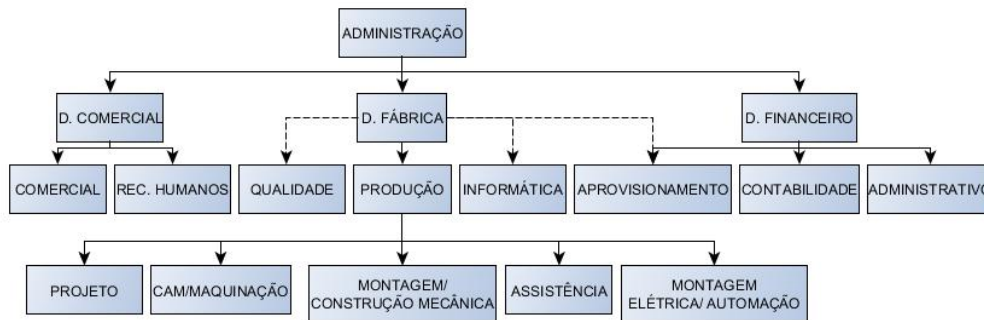 ADMINISTRAÇÃO
D. COMERCIAL
D. FÁBRICA
D. FINANCEIRO
COMERCIAL
REC. HUMANOS
QUALIDADE
PRODUÇÃO
INFORMÁTICA
APROVISIONAMENTO
CONTABILIDADE
ADMINISTRATIVO
PROJETO
CAM/MAQUINAÇÃO
MONTAGEM/
CONSTRUÇÃO MECÂNICA
ASSISTÊNCIA
MONTAGEM
ELÉTRICA/ AUTOMAÇÃO